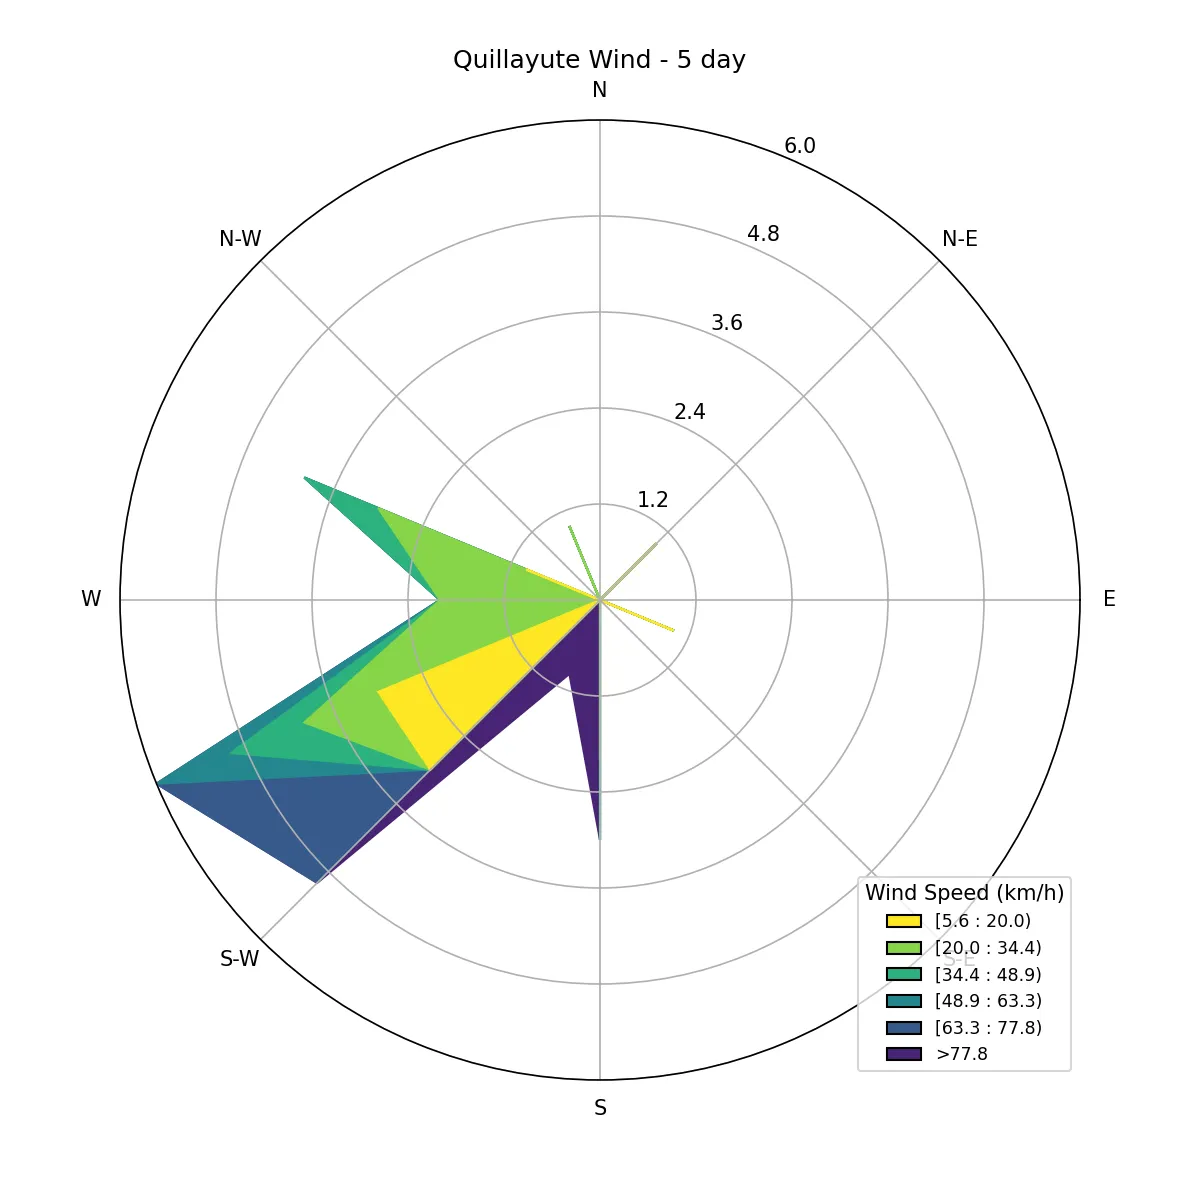 Quillayute Wind - 5 day
N
6.0
N-W
N-E
4.8
3.6
2.4
1.2
W
E
S-W
S-E
Wind Speed (km/h)
[5.6 : 20.0)
[20.0 : 34.4)
[34.4 : 48.9)
[48.9 : 63.3)
[63.3 : 77.8)
>77.8
S